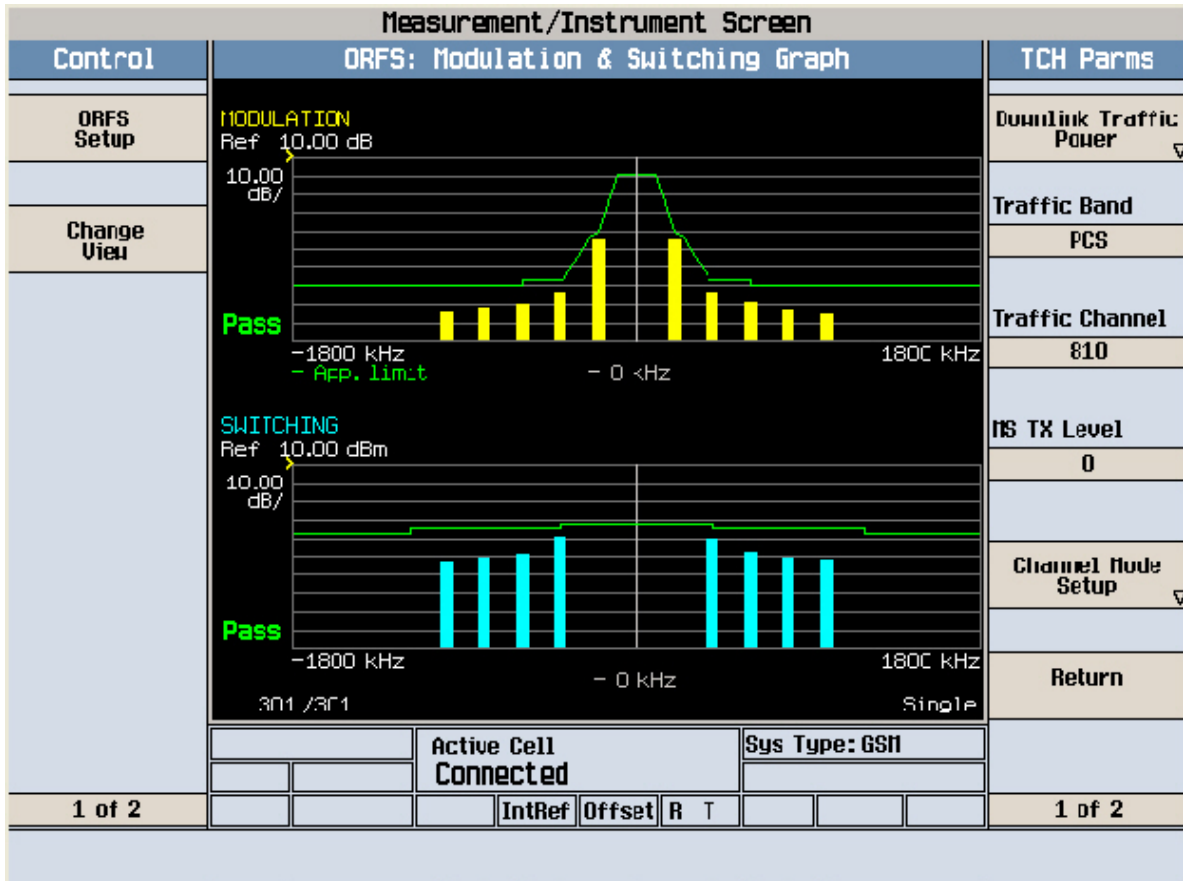 Measurement/Instrument Screen
Control
ORFS: Modulation & Switching Graph
TCH Parms
ORFS
Setup
Change
View
1 of 2
MODULATION
Ref 10.00 dB
10.00
dB/
Pass
-1800 kHz
1800 kHz
- App. limit
- 0 kHz
SWITCHING
Ref 10.00 dBm
10.00
dB/
Pass
-1800 kHz
1800 kHz
- 0 kHz
301/301
Single
Downlink Traffic
Power
Traffic Band
PCS
Traffic Channel
810
MS TX Level
0
Channel Mode
Setup
Return
1 of 2
Active Cell
Connected
Sys Type: GSM
IntRef
Offset
R T